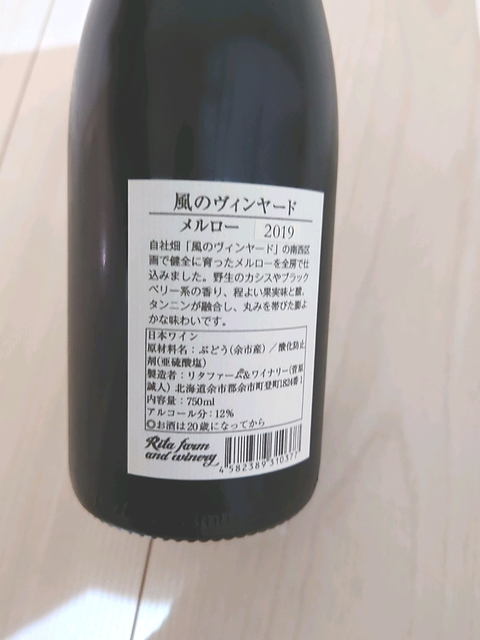 風のヴィンヤード
メルロー 2019
自社畑「風のヴィンヤード」の南西区
画で健全に育ったメルローを全房で仕
込みました。野生のカシスやブラック
ベリー系の香り、程よい果実味と酸、
タンニンが融合し、丸みを帯びた膨よ
かな味わいです。
日本ワイン
原材料名：ぶどう(余市産)／酸化防止
剤(亜硫酸塩)
製造者：リタファーム&ワイナリー(菅原
誠人) 北海道余市郡余市町登町1824番1
内容量：750ml
アルコール分：12%
◎お酒は20歳になってから
Rita farm
and winery
4582389310377